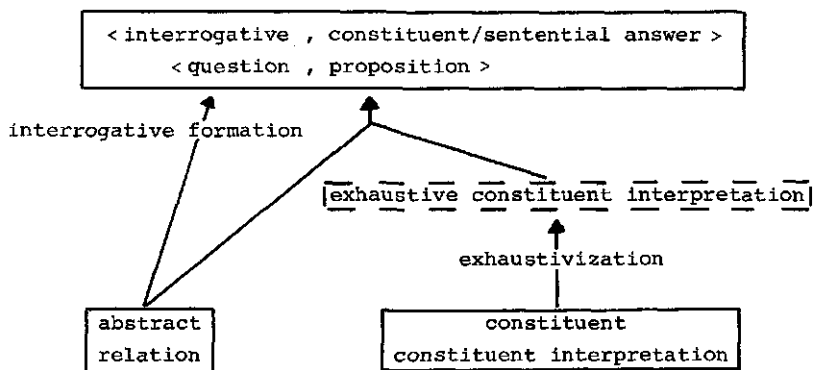 < interrogative , constituent/sentential answer >
< question , proposition >
interrogative formation
exhaustive constituent interpretation
exhaustivization
abstract
relation
constituent
constituent interpretation